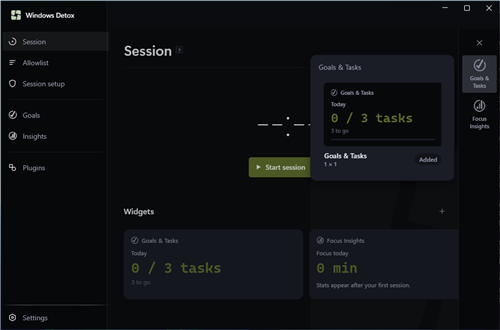 Windows Detox
Session
Allowlist
Session setup
Goals
Insights
Plugins
Settings
Session
--:
Start session
Widgets
Goals & Tasks
Today
0 / 3 tasks
3 to go
Focus Insights
Focus today
0 min
Stats appear after your first session.
Goals & Tasks
Goals & Tasks
Today
0 / 3 tasks
3 to go
Goals & Tasks
1 × 1
Added
Goals &
Tasks
Focus
Insights